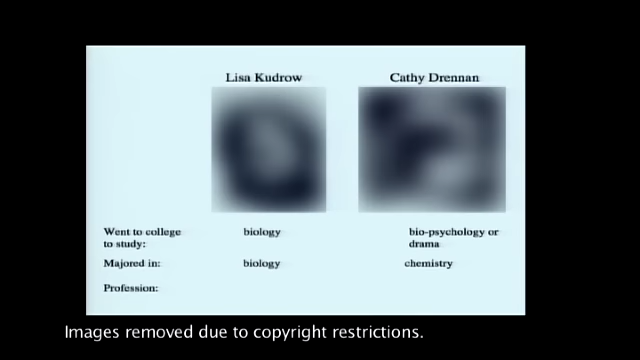 Lisa Kudrow Cathy Drennan
Went to college to study: biology bio-psychology or drama
Majored in: biology chemistry
Profession:
Images removed due to copyright restrictions.